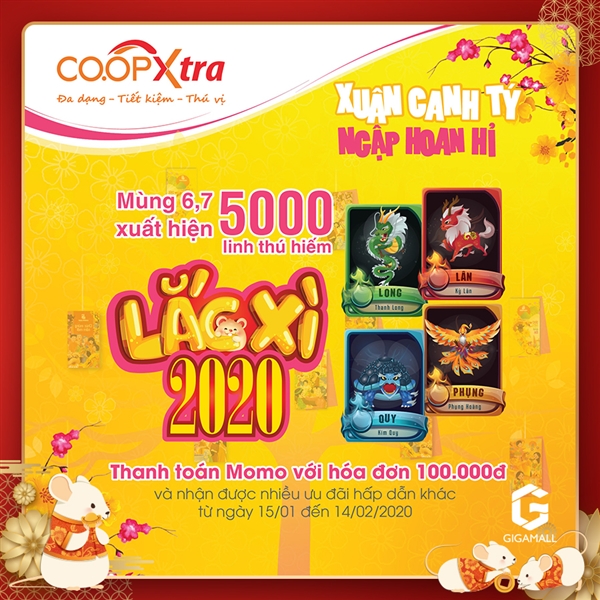 CO.OPXtra
Đa dạng – Tiết kiệm – Thú vị
XUÂN CANH TÝ
NGẬP HOAN HỈ
Mùng 6,7
xuất hiện 5000
linh thú hiếm
LẮC XÌ
2020
LONG
Thanh Long
LÂN
Kỳ Lân
QUY
Kim Quy
PHỤNG
Phụng Hoàng
Thanh toán Momo với hóa đơn 100.000đ
và nhận được nhiều ưu đãi hấp dẫn khác
từ ngày 15/01 đến 14/02/2020
GIGAMALL